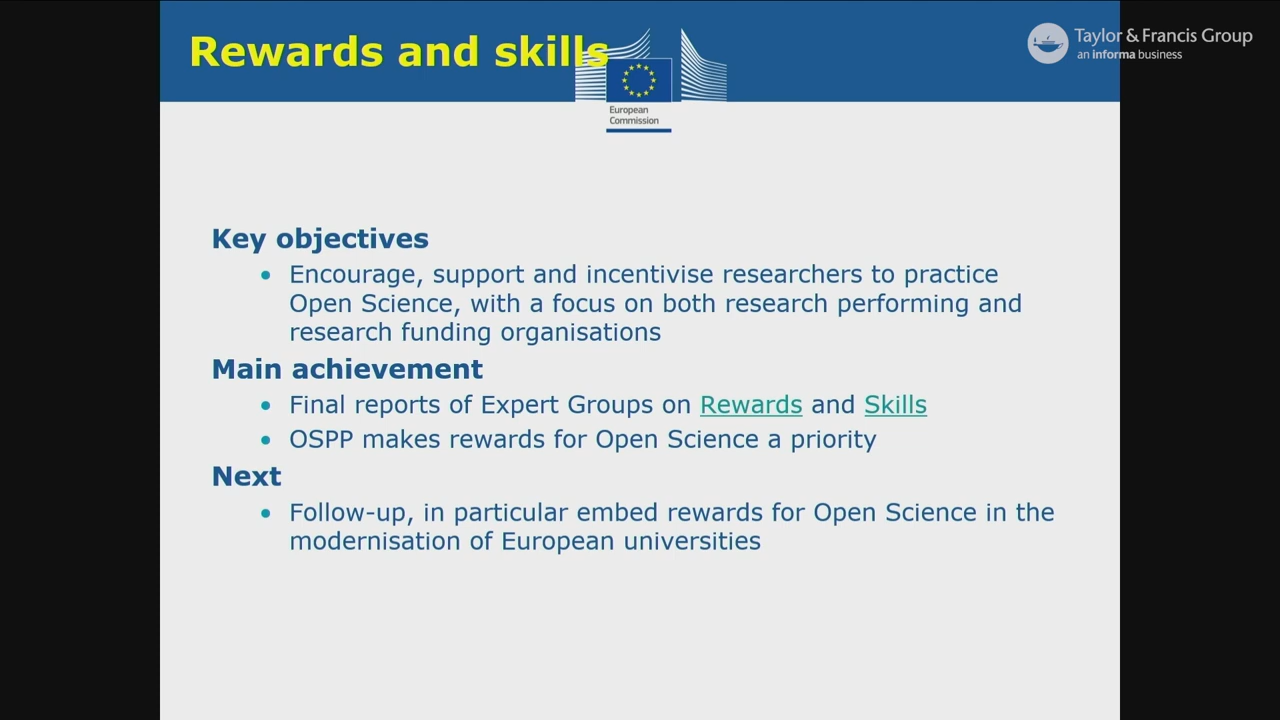 Rewards and skills
Taylor & Francis Group
an informa business
European
Commission
Key objectives
• Encourage, support and incentivise researchers to practice
Open Science, with a focus on both research performing and
research funding organisations
Main achievement
• Final reports of Expert Groups on Rewards and Skills
• OSPP makes rewards for Open Science a priority
Next
• Follow-up, in particular embed rewards for Open Science in the
modernisation of European universities